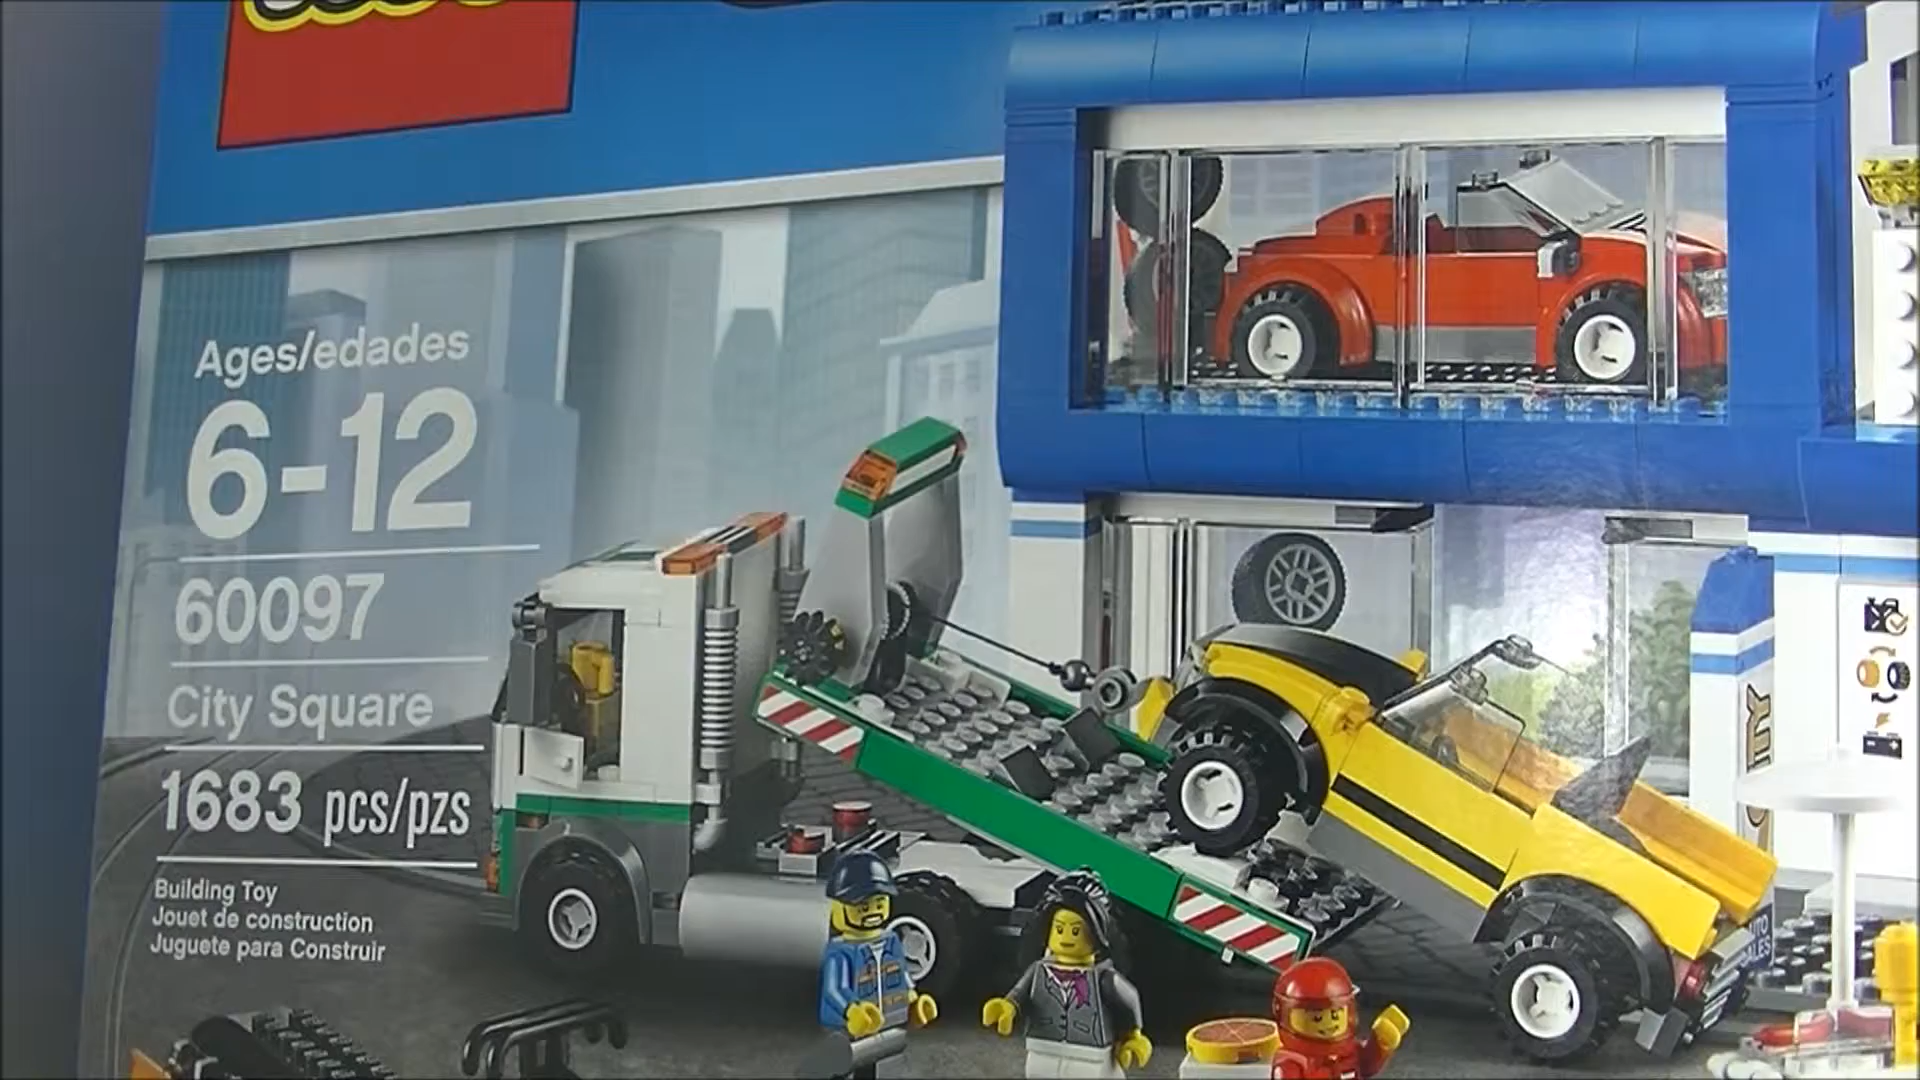 Ages/edades
6-12
60097
City Square
1683 pcs/pzs
Building Toy
Jouet de construction
Juguete para Construir